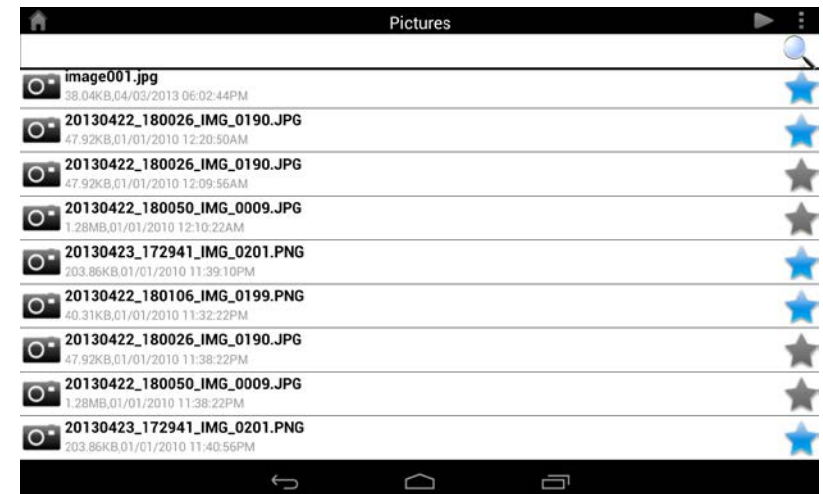 Pictures
image001.jpg
38.04KB,04/03/2013 06:02:44PM
20130422_180026_IMG_0190.JPG
47.92KB,01/01/2010 12:20:50AM
20130422_180026_IMG_0190.JPG
47.92KB,01/01/2010 12:09:56AM
20130422_180050_IMG_0009.JPG
1.28MB,01/01/2010 12:10:22AM
20130423_172941_IMG_0201.PNG
203.86KB,01/01/2010 11:39:10PM
20130422_180106_IMG_0199.PNG
40.31KB,01/01/2010 11:32:22PM
20130422_180026_IMG_0190.JPG
47.92KB,01/01/2010 11:38:22PM
20130422_180050_IMG_0009.JPG
1.28MB,01/01/2010 11:38:22PM
20130423_172941_IMG_0201.PNG
203.86KB,01/01/2010 11:40:56PM